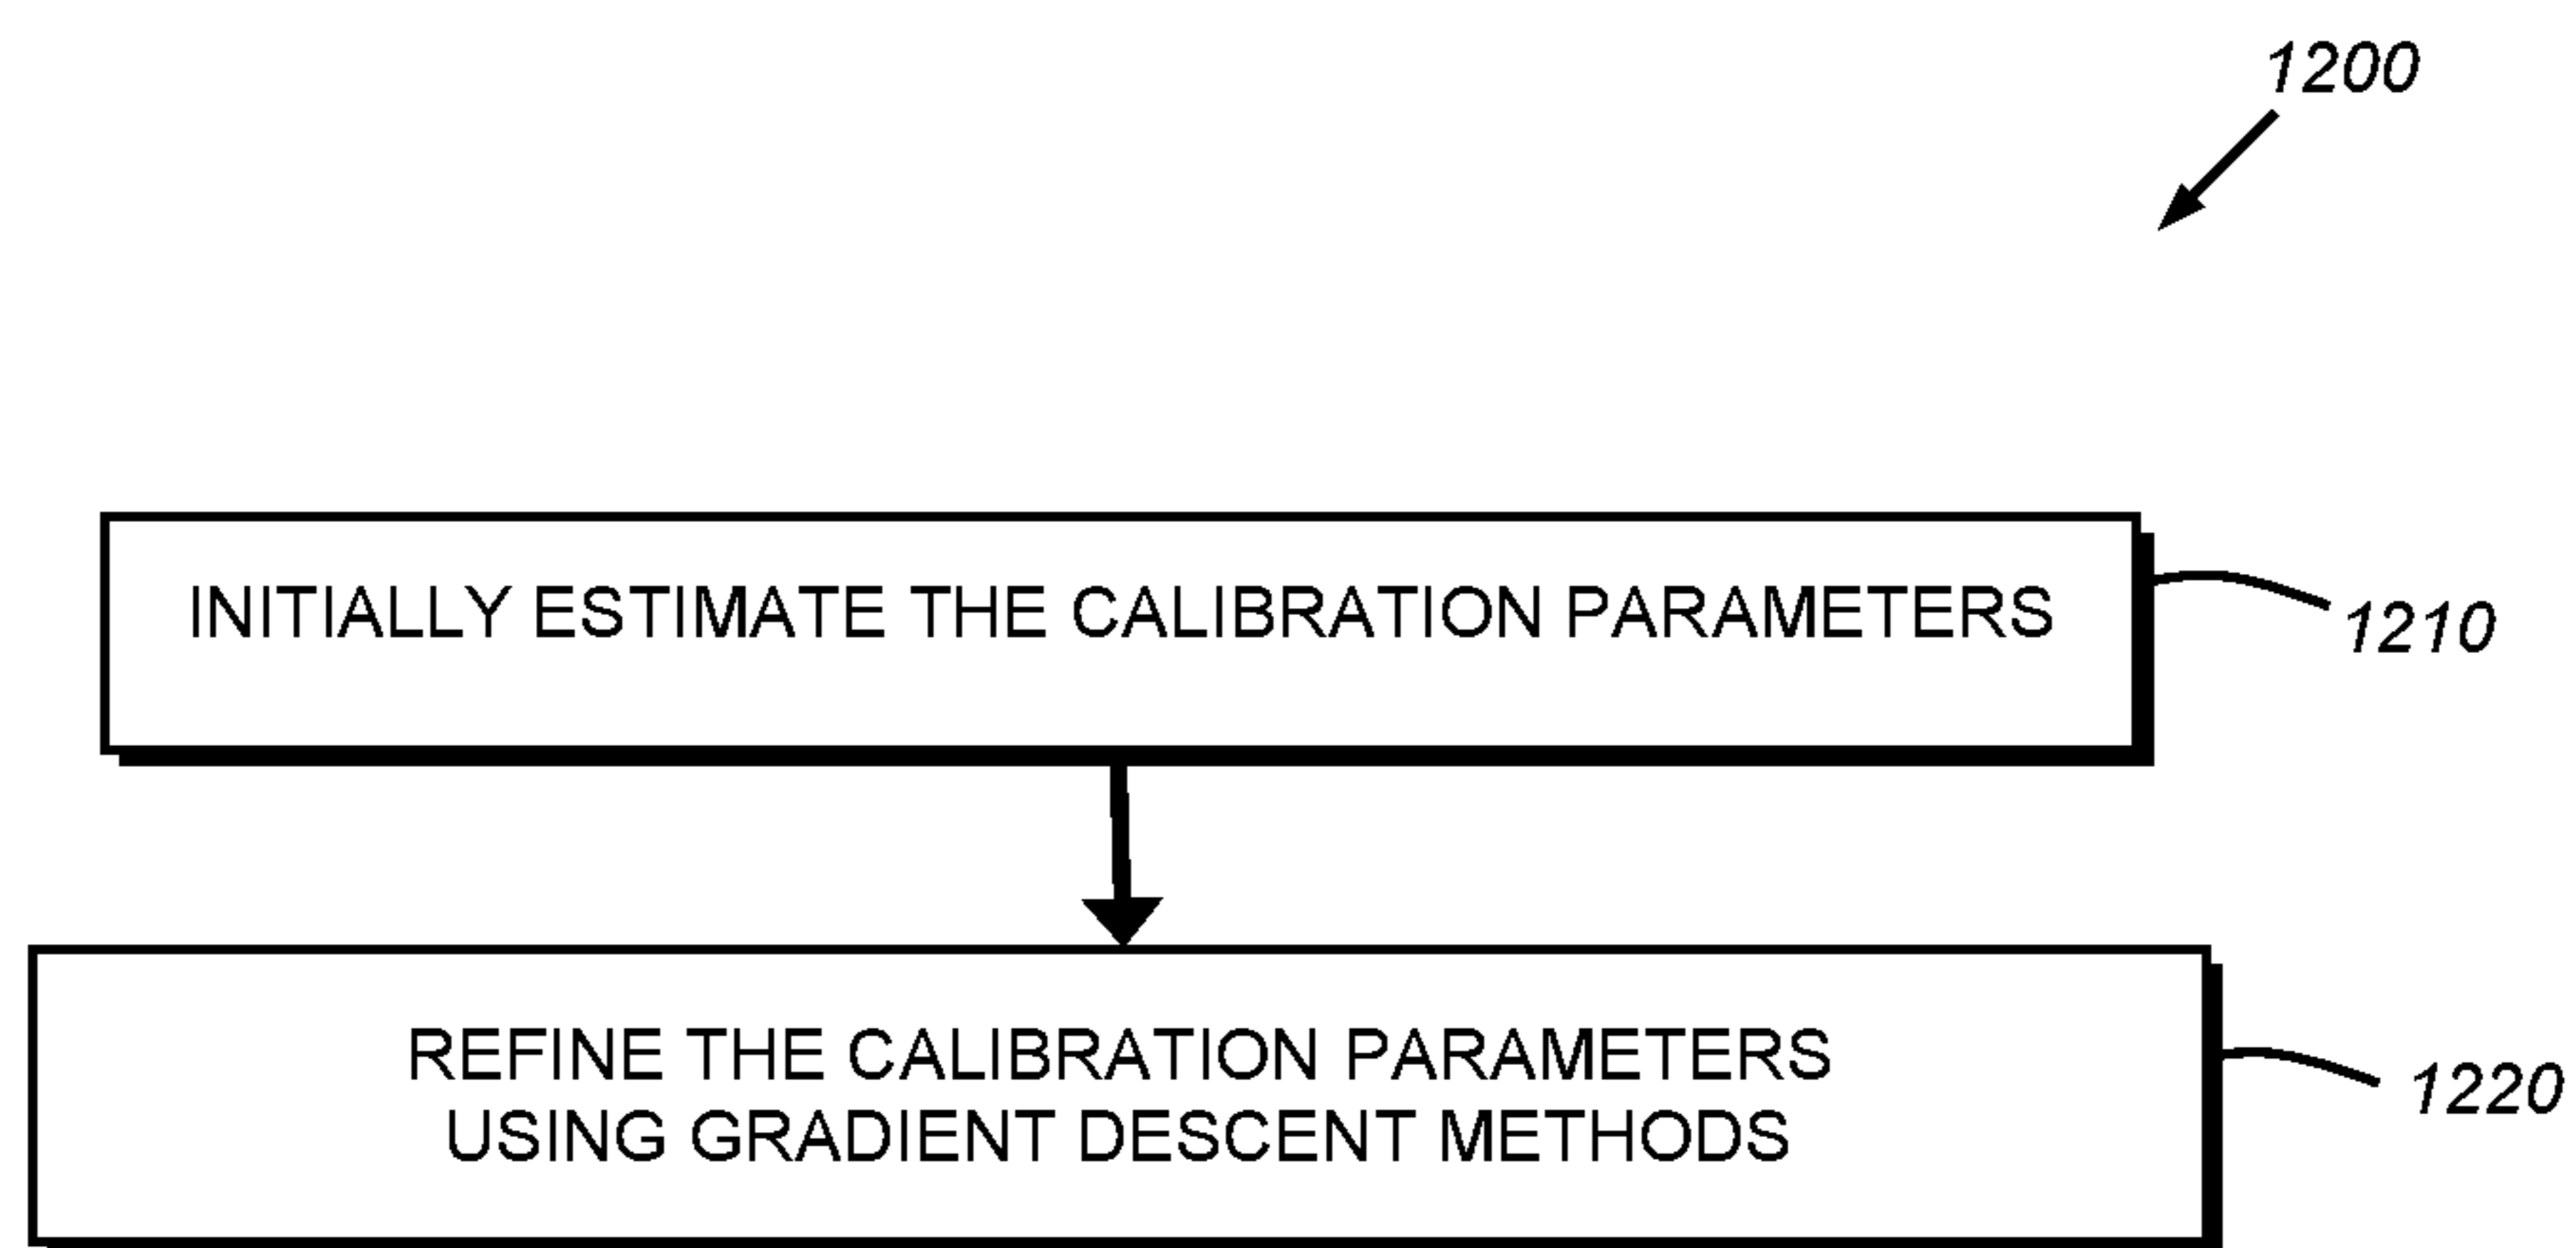 1200
INITIALLY ESTIMATE THE CALIBRATION PARAMETERS
1210
REFINE THE CALIBRATION PARAMETERS
USING GRADIENT DESCENT METHODS
1220